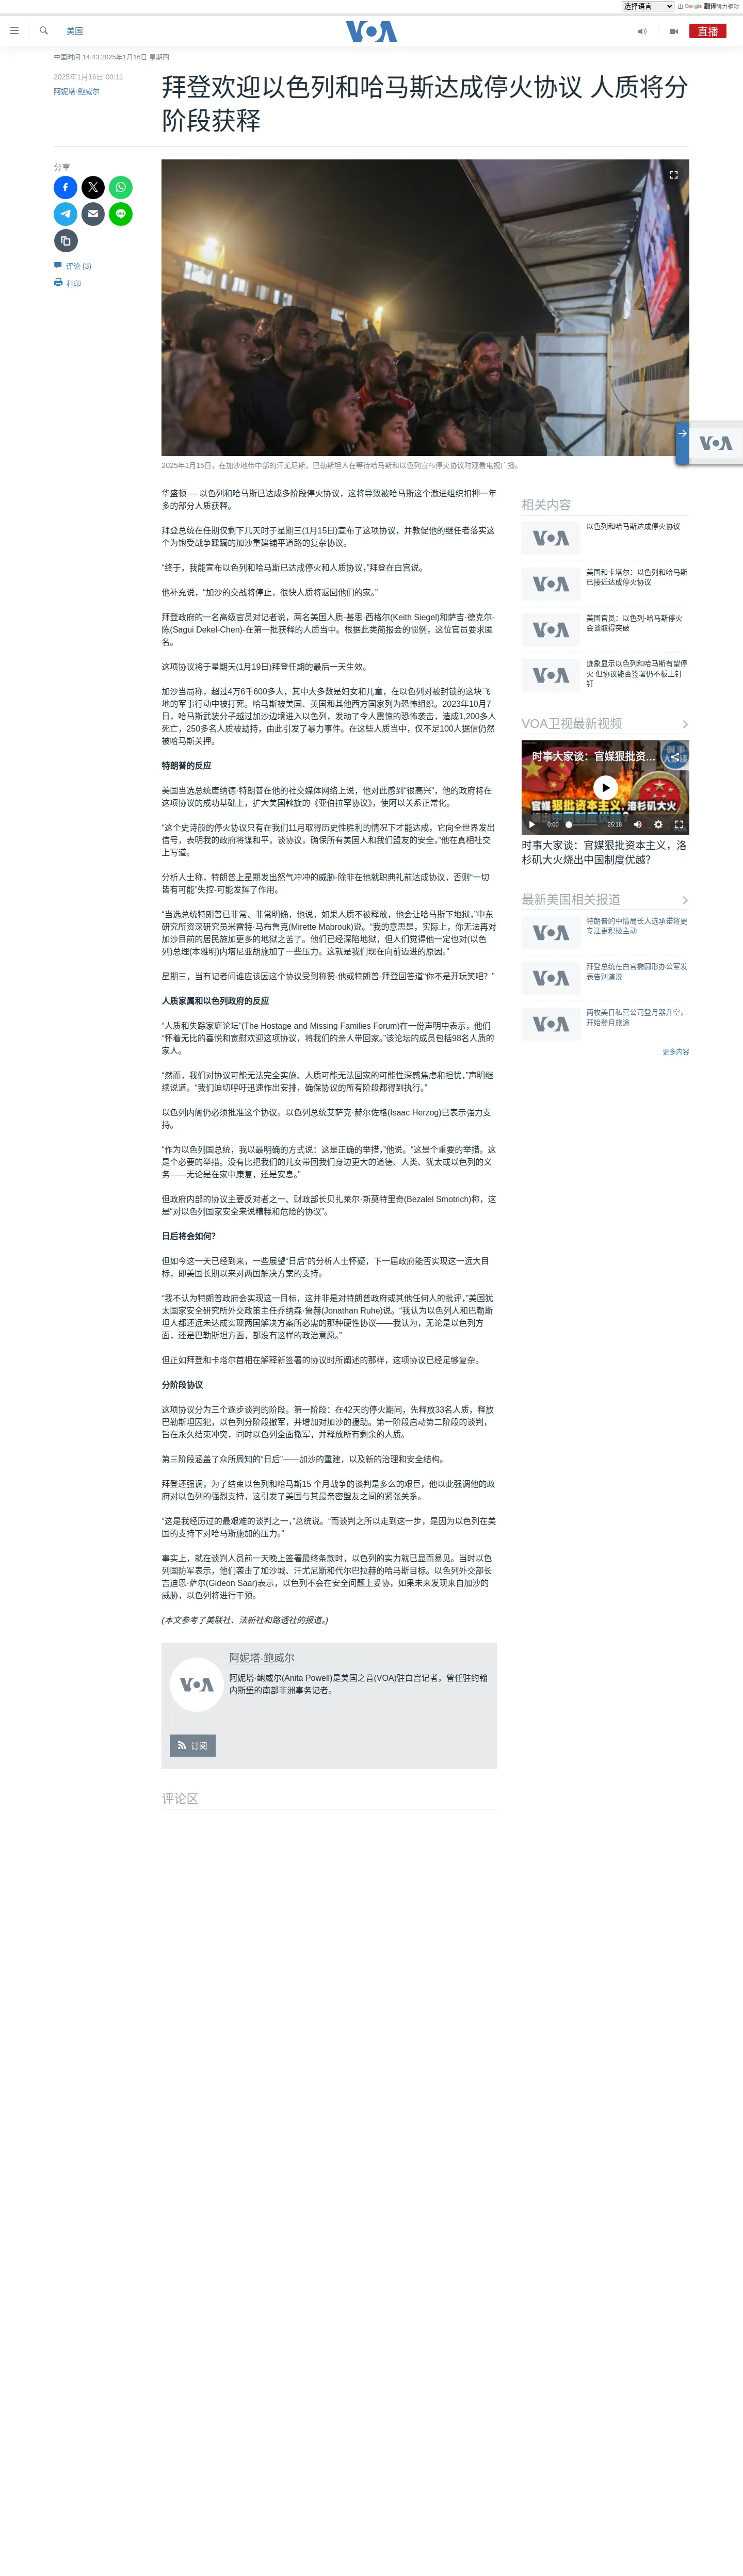 选择语言 由 Google 翻译强力驱动
美国
VOA
直播
中国时间 14:43 2025年1月16日 星期四
2025年1月16日 09:11
阿妮塔·鲍威尔
拜登欢迎以色列和哈马斯达成停火协议 人质将分
阶段获释
分享
评论 (3)
打印
2025年1月15日，在加沙地带中部的汗尤尼斯，巴勒斯坦人在等待哈马斯和以色列宣布停火协议时观看电视广播。
VOA
华盛顿 — 以色列和哈马斯已达成多阶段停火协议，这将导致被哈马斯这个激进组织扣押一年
多的部分人质获释。
拜登总统在任期仅剩下几天时于星期三(1月15日)宣布了这项协议，并敦促他的继任者落实这
个为饱受战争蹂躏的加沙重建铺平道路的复杂协议。
“终于，我能宣布以色列和哈马斯已达成停火和人质协议，”拜登在白宫说。
他补充说，“加沙的交战将停止，很快人质将返回他们的家。”
拜登政府的一名高级官员对记者说，两名美国人质-基思·西格尔(Keith Siegel)和萨吉·德克尔-
陈(Sagui Dekel-Chen)-在第一批获释的人质当中。根据此类简报会的惯例，这位官员要求匿
名。
这项协议将于星期天(1月19日)拜登任期的最后一天生效。
加沙当局称，超过4万6千600多人，其中大多数是妇女和儿童，在以色列对被封锁的这块飞
地的军事行动中被打死。哈马斯被美国、英国和其他西方国家列为恐怖组织。2023年10月7
日，哈马斯武装分子越过加沙边境进入以色列，发动了令人震惊的恐怖袭击，造成1,200多人
死亡，250多名人质被劫持，由此引发了暴力事件。在这些人质当中，仅不足100人据信仍然
被哈马斯关押。
特朗普的反应
美国当选总统唐纳德·特朗普在他的社交媒体网络上说，他对此感到“很高兴”，他的政府将在
这项协议的成功基础上，扩大美国斡旋的《亚伯拉罕协议》，使阿以关系正常化。
“这个史诗般的停火协议只有在我们11月取得历史性胜利的情况下才能达成，它向全世界发出
信号，表明我的政府将谋和平，谈协议，确保所有美国人和我们盟友的安全，”他在真相社交
上写道。
分析人士称，特朗普上星期发出怒气冲冲的威胁-除非在他就职典礼前达成协议，否则“一切
皆有可能”失控-可能发挥了作用。
“当选总统特朗普已非常、非常明确，他说，如果人质不被释放，他会让哈马斯下地狱，”中东
研究所资深研究员米雷特·马布鲁克(Mirette Mabrouk)说。“我的意思是，实际上，你无法再对
加沙目前的居民施加更多的地狱之苦了。他们已经深陷地狱，但人们觉得他一定也对(以色
列)总理(本雅明)内塔尼亚胡施加了一些压力。这就是我们现在向前迈进的原因。”
星期三，当有记者问谁应该因这个协议受到称赞-他或特朗普-拜登回答道“你不是开玩笑吧？”
人质家属和以色列政府的反应
“人质和失踪家庭论坛”(The Hostage and Missing Families Forum)在一份声明中表示，他们
“怀着无比的喜悦和宽慰欢迎这项协议，将我们的亲人带回家。”该论坛的成员包括98名人质的
家人。
“然而，我们对协议可能无法完全实施、人质可能无法回家的可能性深感焦虑和担忧，”声明继
续说道。“我们迫切呼吁迅速作出安排，确保协议的所有阶段都得到执行。”
以色列内阁仍必须批准这个协议。以色列总统艾萨克·赫尔佐格(Isaac Herzog)已表示强力支
持。
“作为以色列国总统，我以最明确的方式说：这是正确的举措，”他说。“这是个重要的举措。这
是个必要的举措。没有比把我们的儿女带回我们身边更大的道德、人类、犹太或以色列的义
务——无论是在家中康复，还是安息。”
但政府内部的协议主要反对者之一、财政部长贝扎莱尔·斯莫特里奇(Bezalel Smotrich)称，这
是“对以色列国家安全来说糟糕和危险的协议”。
日后将会如何?
但如今这一天已经到来，一些展望“日后”的分析人士怀疑，下一届政府能否实现这一远大目
标，即美国长期以来对两国解决方案的支持。
“我不认为特朗普政府会实现这一目标，这并非是对特朗普政府或其他任何人的批评，”美国犹
太国家安全研究所外交政策主任乔纳森·鲁赫(Jonathan Ruhe)说。“我认为以色列人和巴勒斯
坦人都还远未达成实现两国解决方案所必需的那种硬性协议——我认为，无论是以色列方
面，还是巴勒斯坦方面，都没有这样的政治意愿。”
但正如拜登和卡塔尔首相在解释新签署的协议时所阐述的那样，这项协议已经足够复杂。
分阶段协议
这项协议分为三个逐步谈判的阶段。第一阶段：在42天的停火期间，先释放33名人质，释放
巴勒斯坦囚犯，以色列分阶段撤军，并增加对加沙的援助。第一阶段启动第二阶段的谈判，
旨在永久结束冲突，同时以色列全面撤军，并释放所有剩余的人质。
第三阶段涵盖了众所周知的“日后”——加沙的重建，以及新的治理和安全结构。
拜登还强调，为了结束以色列和哈马斯15 个月战争的谈判是多么的艰巨，他以此强调他的政
府对以色列的强烈支持，这引发了美国与其最亲密盟友之间的紧张关系。
“这是我经历过的最艰难的谈判之一，”总统说。“而谈判之所以走到这一步，是因为以色列在美
国的支持下对哈马斯施加的压力。”
事实上，就在谈判人员前一天晚上签署最终条款时，以色列的实力就已显而易见。当时以色
列国防军表示，他们袭击了加沙城、汗尤尼斯和代尔巴拉赫的哈马斯目标。以色列外交部长
吉迪恩·萨尔(Gideon Saar)表示，以色列不会在安全问题上妥协，如果未来发现来自加沙的
威胁，以色列将进行干预。
(本文参考了美联社、法新社和路透社的报道。)
阿妮塔·鲍威尔
VOA
阿妮塔·鲍威尔(Anita Powell)是美国之音(VOA)驻白宫记者，曾任驻约翰
内斯堡的南部非洲事务记者。
订阅
评论区
相关内容
VOA
以色列和哈马斯达成停火协议
VOA
美国和卡塔尔：以色列和哈马斯
已接近达成停火协议
VOA
美国官员：以色列-哈马斯停火
会谈取得突破
VOA
迹象显示以色列和哈马斯有望停
火 但协议能否签署仍不板上钉
钉
VOA卫视最新视频
时事大家谈：官媒狠批资…
官媒狠批资本主义，洛杉矶大火
0:00
25:18
时事大家谈：官媒狠批资本主义，洛
杉矶大火烧出中国制度优越？
最新美国相关报道
VOA
特朗普的中情局长人选承诺将更
专注更积极主动
VOA
拜登总统在白宫椭圆形办公室发
表告别演说
VOA
两枚美日私营公司登月器升空，
开始登月旅途
更多内容